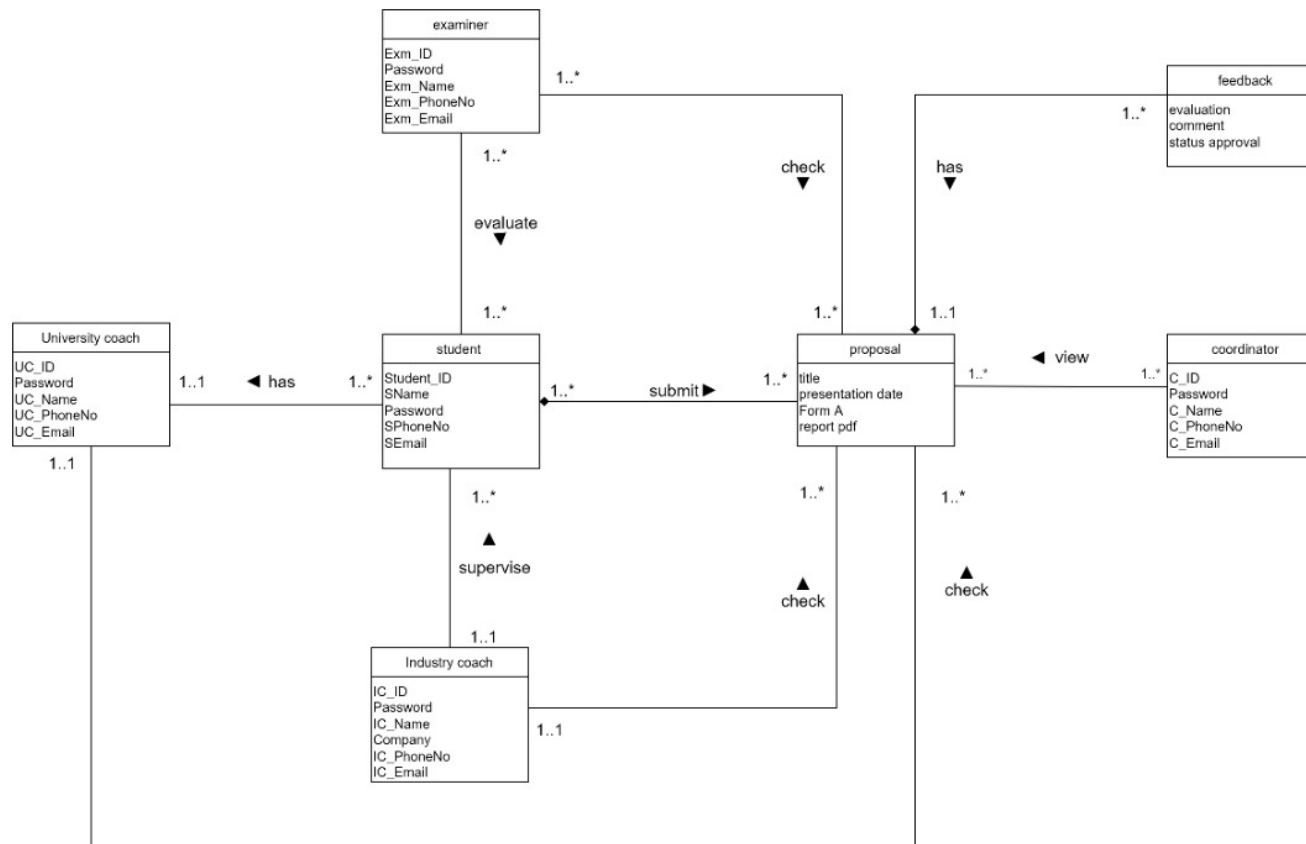 examiner
Exm_ID
Password
Exm_Name
Exm_PhoneNo
Exm_Email
1..*
1..*
check
evaluate
1..*
1..*
feedback
evaluation
comment
status approval
1..*
has
1..1
University coach
UC_ID
Password
UC_Name
UC_PhoneNo
UC_Email
1..1
has
1..*
1..1
student
Student_ID
SName
Password
SPhoneNo
SEmail
1..*
submit
1..*
proposal
title
presentation date
Form A
report pdf
view
1..*
1..*
coordinator
C_ID
Password
C_Name
C_PhoneNo
C_Email
1..*
supervise
1..1
1..*
check
1..*
check
Industry coach
IC_ID
Password
IC_Name
Company
IC_PhoneNo
IC_Email
1..1